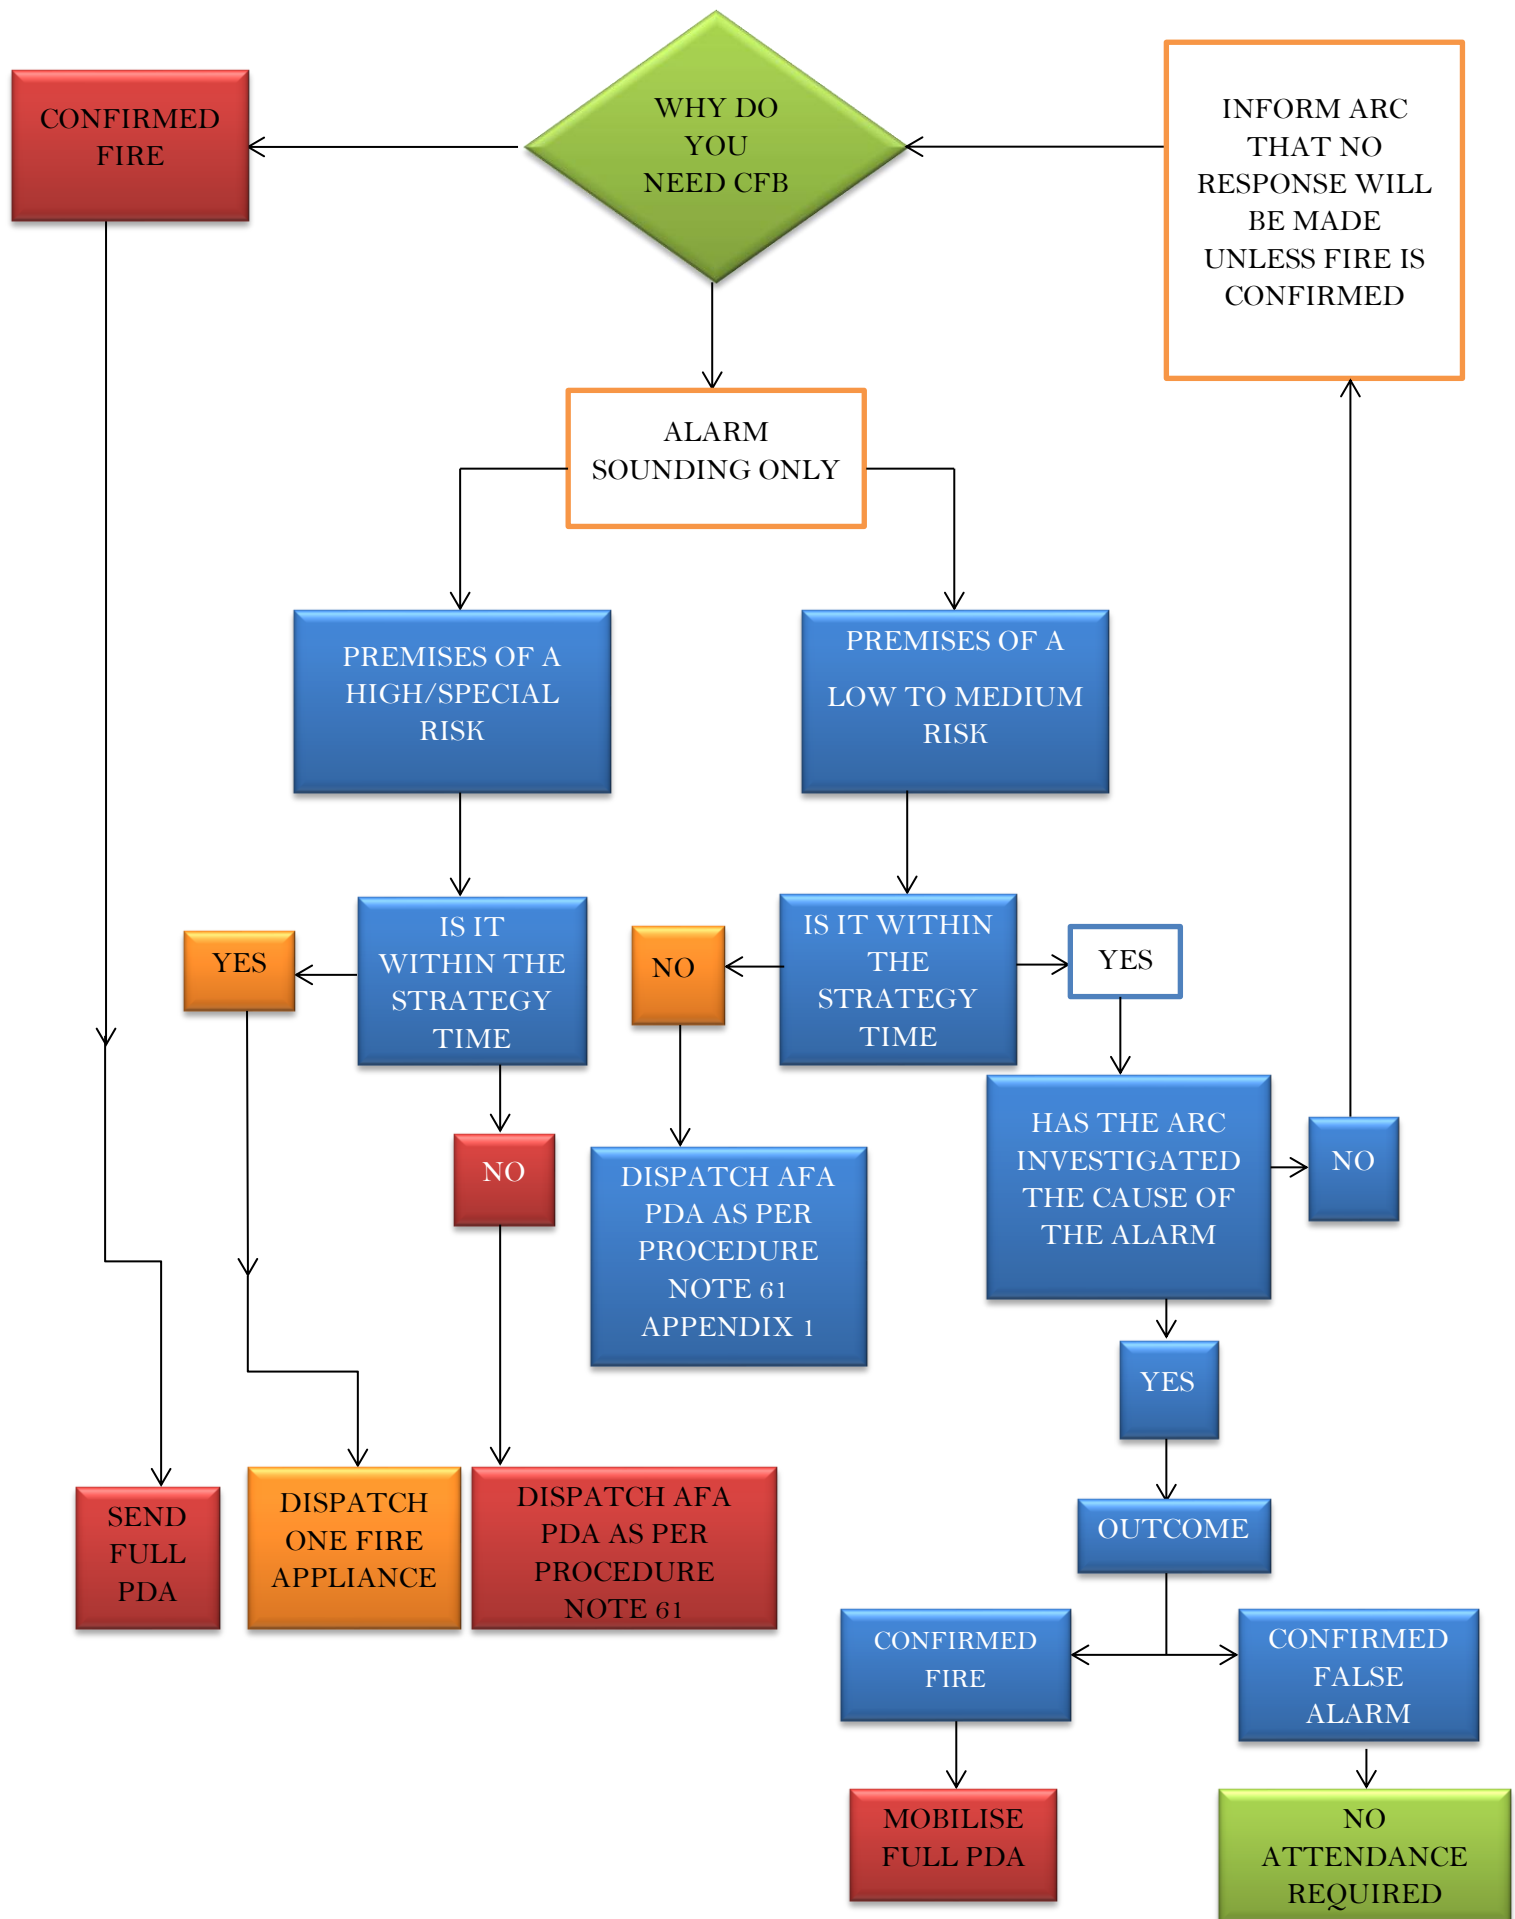 WHY DO
YOU
NEED CFB
CONFIRMED
FIRE
INFORM ARC
THAT NO
RESPONSE WILL
BE MADE
UNLESS FIRE IS
CONFIRMED
ALARM
SOUNDING ONLY
PREMISES OF A
HIGH/SPECIAL
RISK
PREMISES OF A
LOW TO MEDIUM
RISK
YES
IS IT
WITHIN THE
STRATEGY
TIME
NO
IS IT WITHIN
THE
STRATEGY
TIME
YES
NO
DISPATCH AFA
PDA AS PER
PROCEDURE
NOTE 61
APPENDIX 1
HAS THE ARC
INVESTIGATED
THE CAUSE OF
THE ALARM
NO
YES
SEND
FULL
PDA
DISPATCH
ONE FIRE
APPLIANCE
DISPATCH AFA
PDA AS PER
PROCEDURE
NOTE 61
OUTCOME
CONFIRMED
FIRE
CONFIRMED
FALSE
ALARM
MOBILISE
FULL PDA
NO
ATTENDANCE
REQUIRED